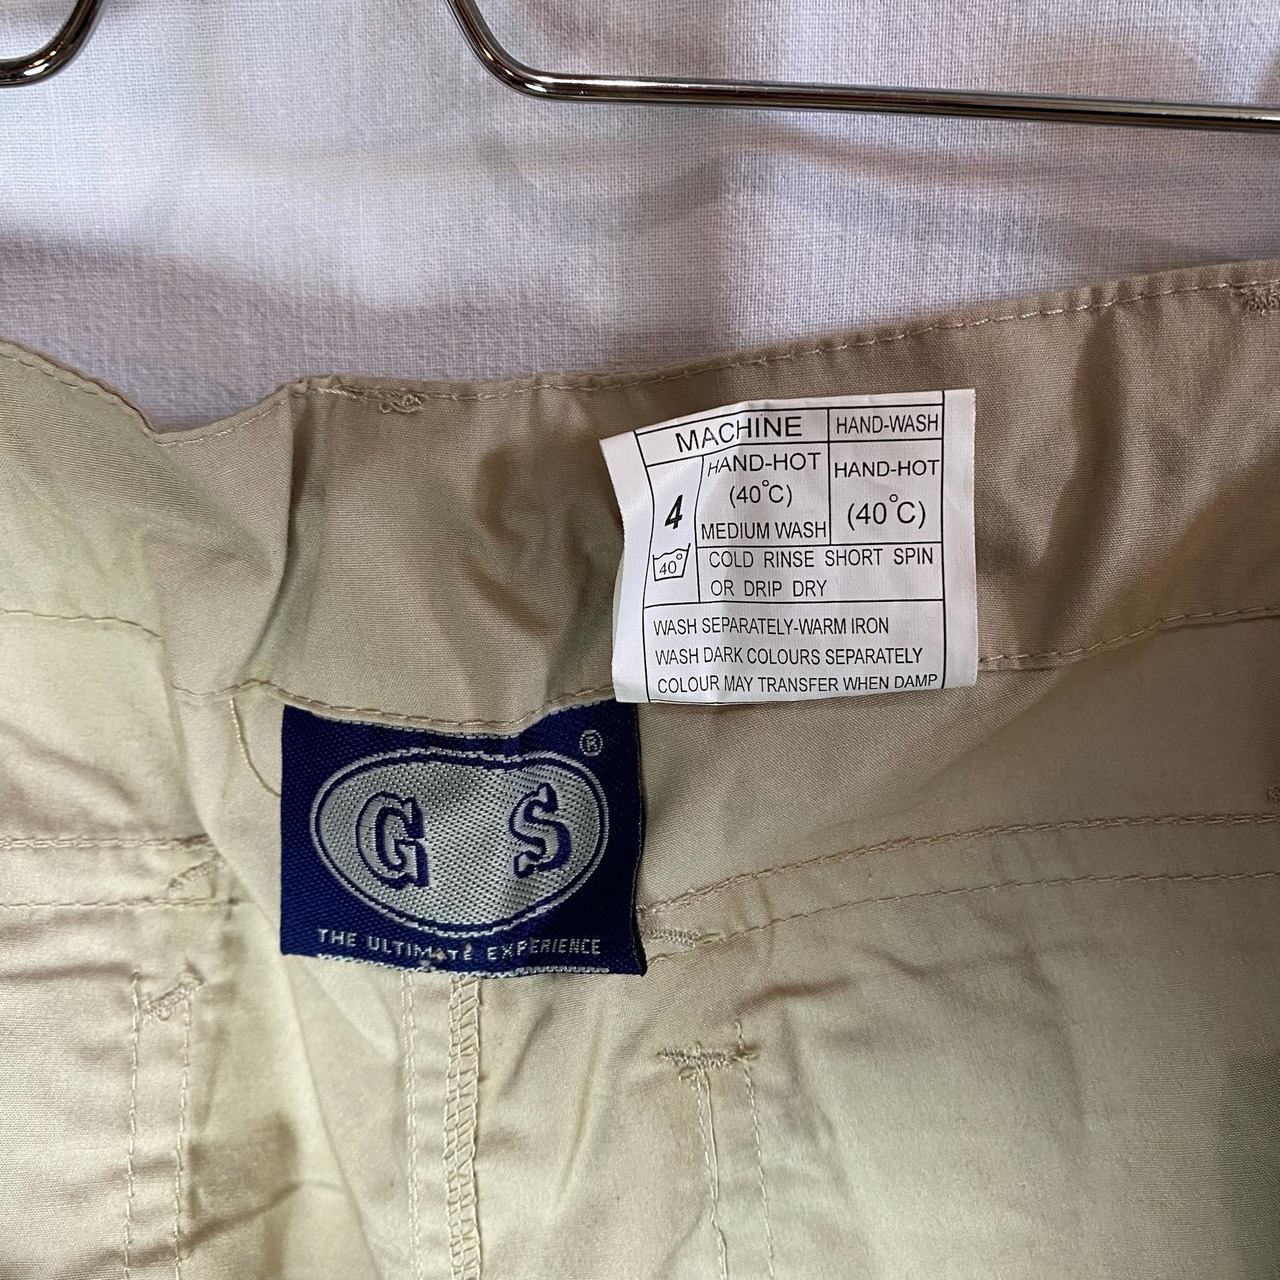 MACHINE
HAND-WASH
HAND-HOT
(40°C)
MEDIUM WASH
HAND-HOT
(40°C)
4
40°
COLD RINSE SHORT SPIN
OR DRIP DRY
WASH SEPARATELY-WARM IRON
WASH DARK COLOURS SEPARATELY
COLOUR MAY TRANSFER WHEN DAMP
®
G S
THE ULTIMATE EXPERIENCE